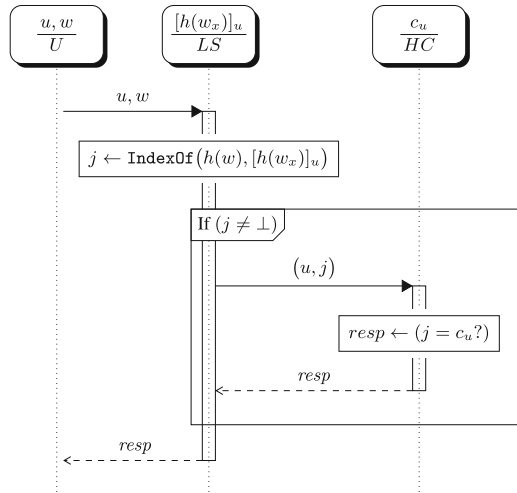 u, w
U
[h(w_x)]_u
LS
c_u
HC
u, w
j ← IndexOf(h(w), [h(w_x)]_u)
If (j ≠ ⊥)
(u, j)
resp ← (j = c_u?)
resp
resp